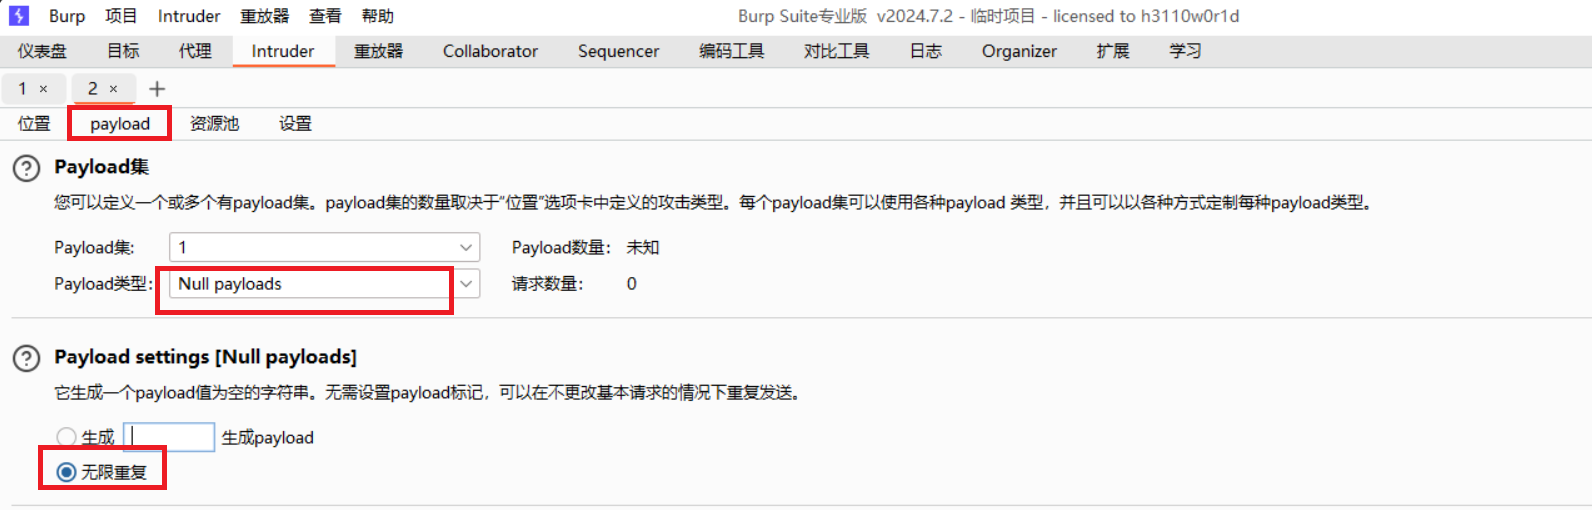 Burp 项目 Intruder 重放器 查看 帮助 Burp Suite专业版 v2024.7.2 - 临时项目 - licensed to h3110w0r1d
仪表盘 目标 代理 Intruder 重放器 Collaborator Sequencer 编码工具 对比工具 日志 Organizer 扩展 学习
1 × 2 × +
位置 payload 资源池 设置
? Payload集
您可以定义一个或多个有payload集。payload集的数量取决于“位置”选项卡中定义的攻击类型。每个payload集可以使用各种payload 类型，并且可以以各种方式定制每种payload类型。
Payload集: 1 Payload数量： 未知
Payload类型： Null payloads 请求数量： 0
? Payload settings [Null payloads]
它生成一个payload值为空的字符串。无需设置payload标记，可以在不更改基本请求的情况下重复发送。
生成 生成payload
无限重复